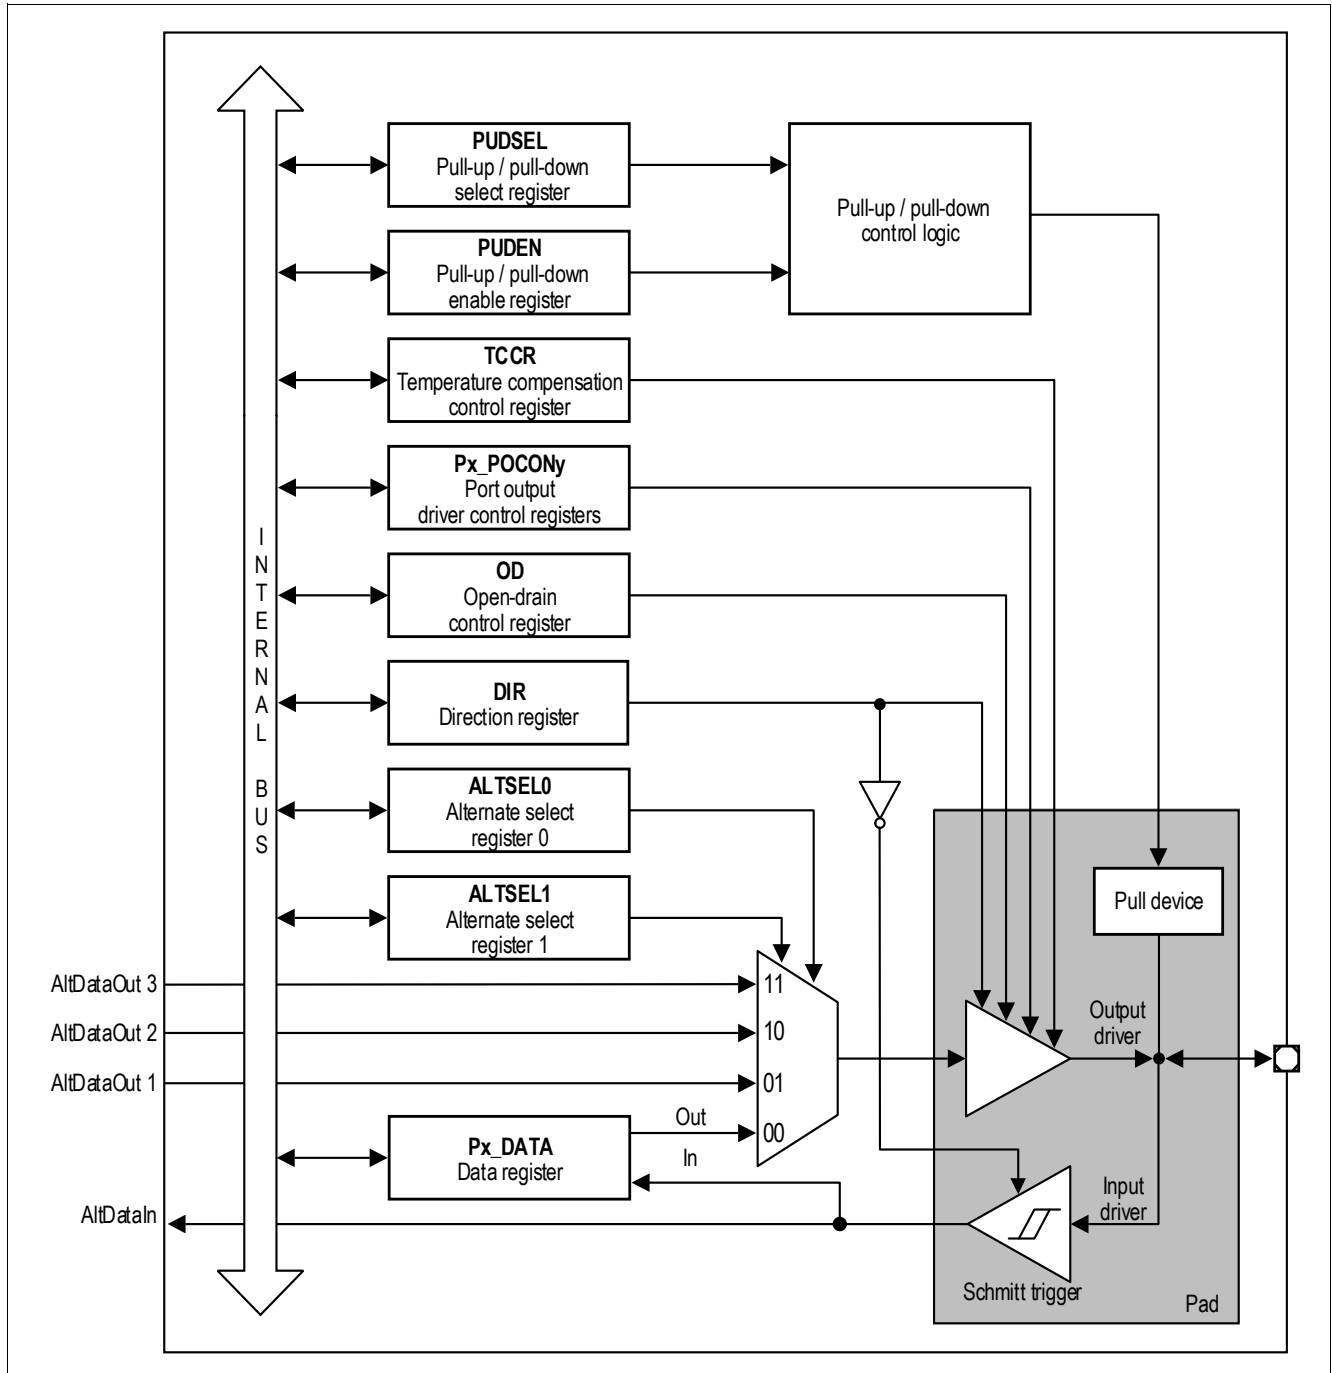 PUDSEL
Pull-up / pull-down
select register
Pull-up / pull-down
control logic
PUDEN
Pull-up / pull-down
enable register
TCCR
Temperature compensation
control register
Px_POCONy
Port output
driver control registers
OD
Open-drain
control register
DIR
Direction register
INTERNAL BUS
ALTSEL0
Alternate select
register 0
ALTSEL1
Alternate select
register 1
Pull device
AltDataOut 3
11
AltDataOut 2
10
Output
driver
AltDataOut 1
01
Out
00
Px_DATA
Data register
In
AltDataIn
Input
driver
Schmitt trigger
Pad